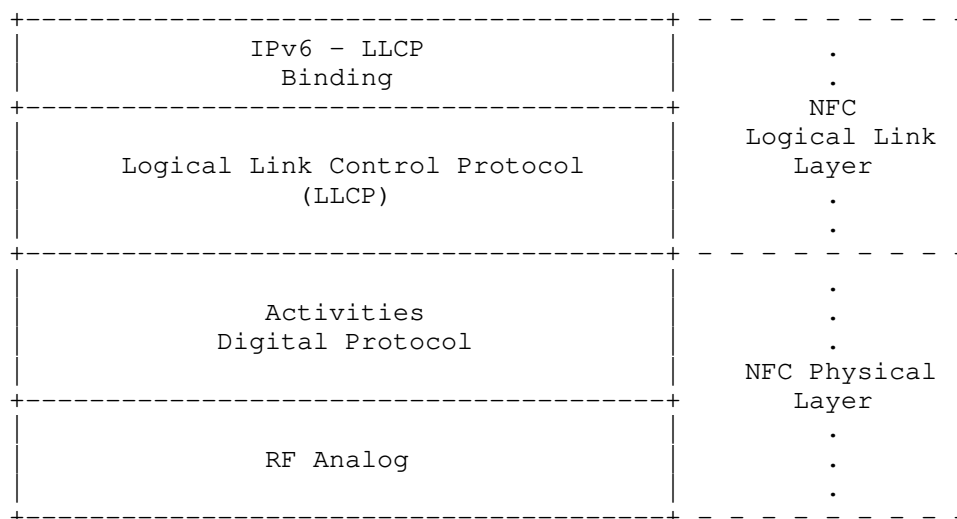 IPv6 - LLCP
Binding
NFC
Logical Link
Layer
Logical Link Control Protocol
(LLCP)
Activities
Digital Protocol
NFC Physical
Layer
RF Analog